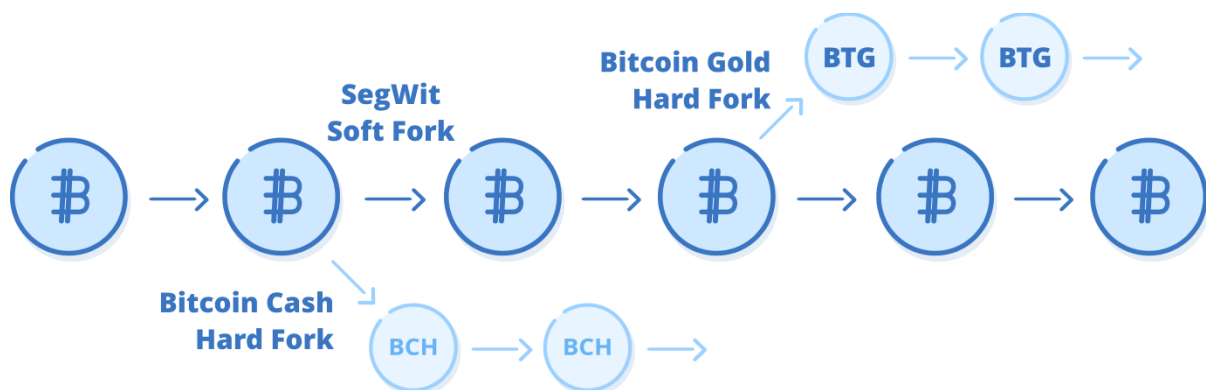 Bitcoin Gold
Hard Fork
BTG
BTG
SegWit
Soft Fork
Bitcoin Cash
Hard Fork
BCH
BCH